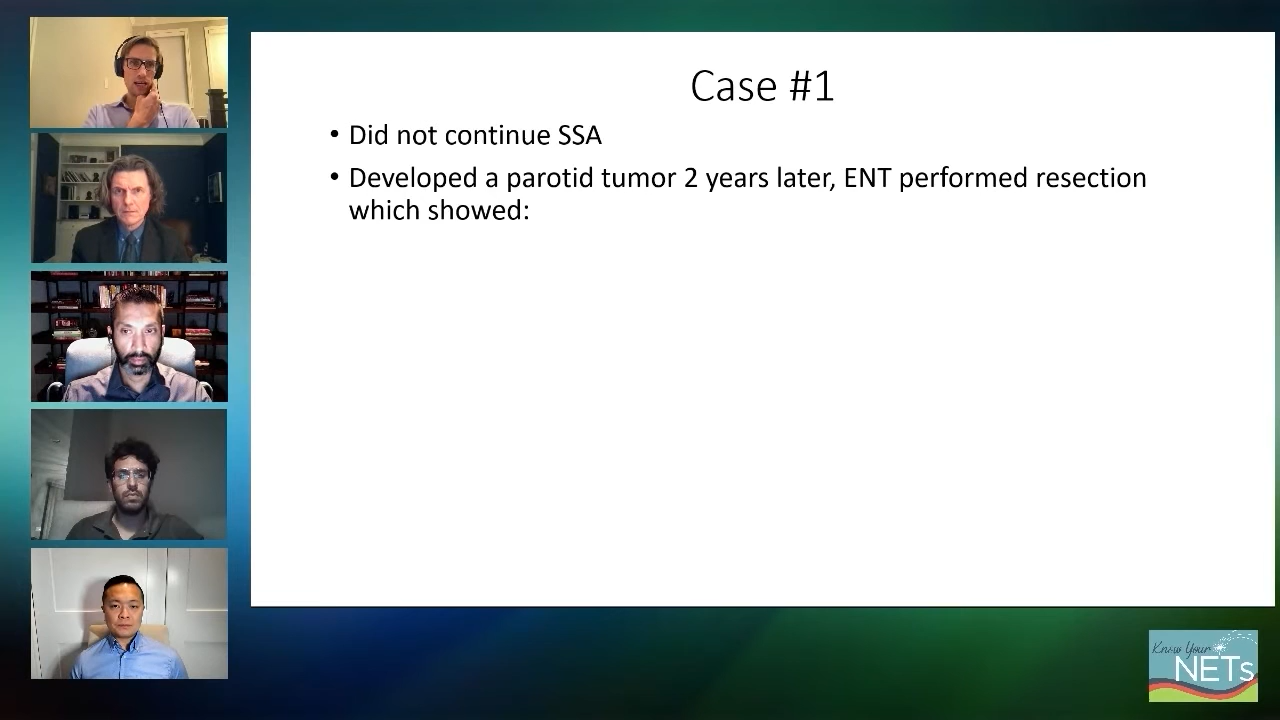 Case #1
• Did not continue SSA
• Developed a parotid tumor 2 years later, ENT performed resection
which showed:
Know Your
NETs